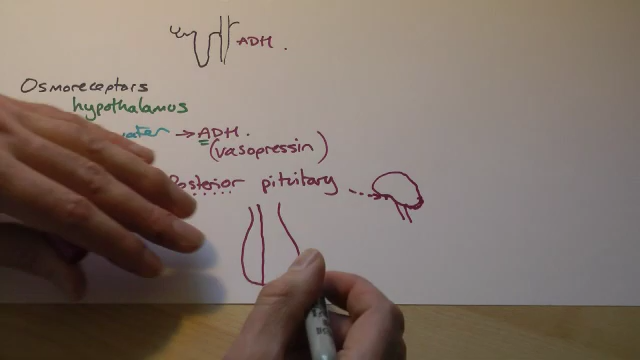 ADH.
Osmoreceptors
hypothalamus
water → ADH.
(vasopressin)
Posterior pituitary